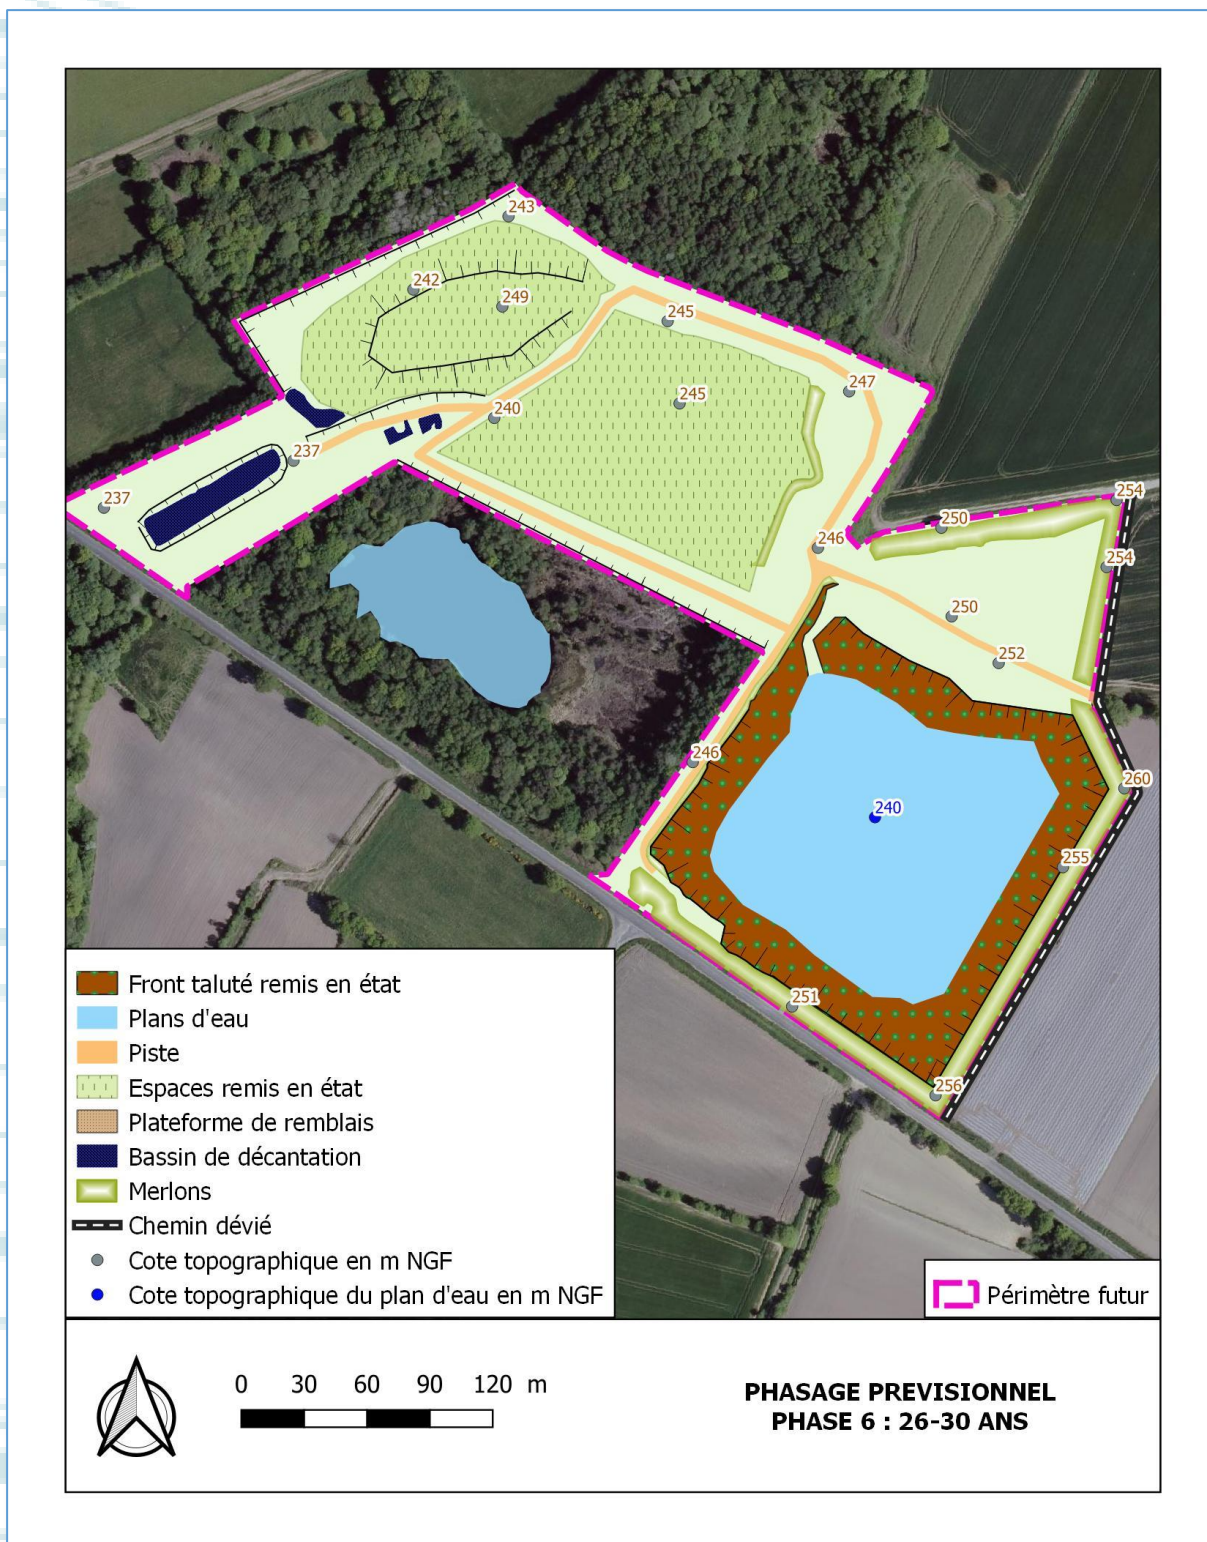 243
242
249
245
247
245
240
237
237
254
250
246
254
250
252
246
260
240
255
251
256
Front taluté remis en état
Plans d'eau
Piste
Espaces remis en état
Plateforme de remblais
Bassin de décantation
Merlons
Chemin dévié
Cote topographique en m NGF
Cote topographique du plan d'eau en m NGF
Périmètre futur
0 30 60 90 120 m
PHASAGE PREVISIONNEL
PHASE 6 : 26-30 ANS